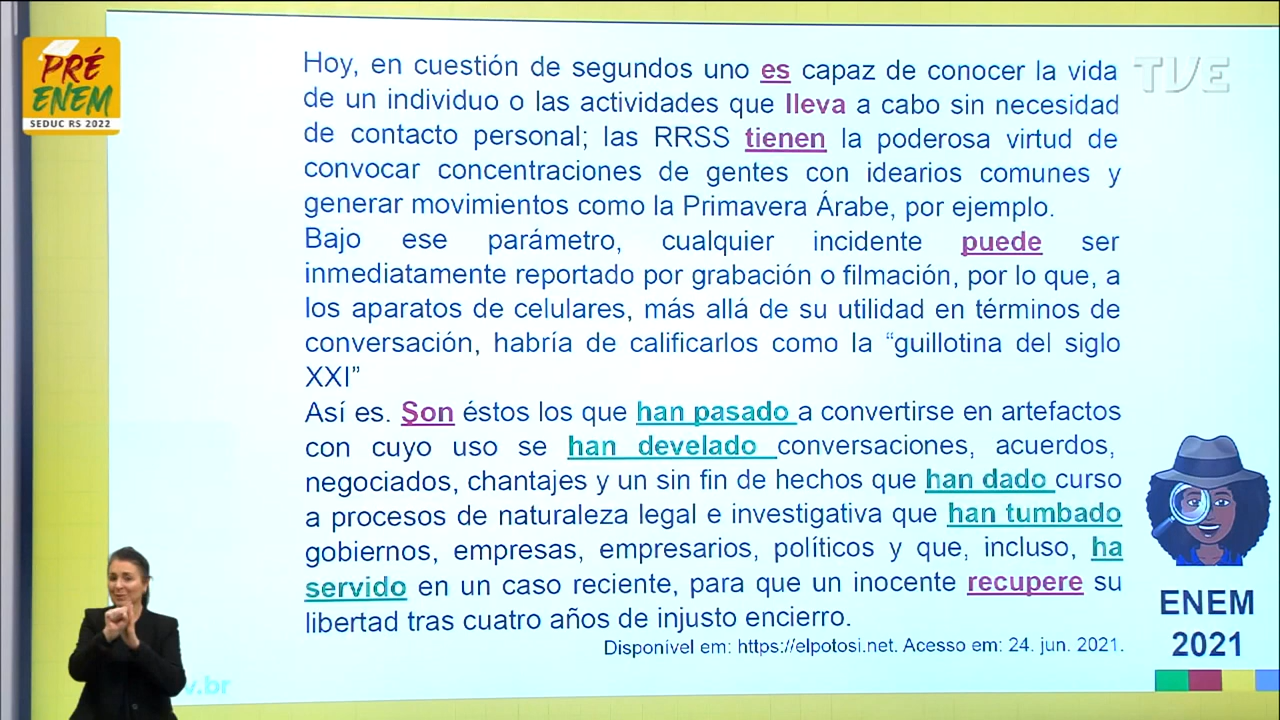 PRÉ
ENEM
SEDUC RS 2022
TVE
Hoy, en cuestión de segundos uno es capaz de conocer la vida
de un individuo o las actividades que lleva a cabo sin necesidad
de contacto personal; las RRSS tienen la poderosa virtud de
convocar concentraciones de gentes con idearios comunes y
generar movimientos como la Primavera Árabe, por ejemplo.
Bajo ese parámetro, cualquier incidente puede ser
inmediatamente reportado por grabación o filmación, por lo que, a
los aparatos de celulares, más allá de su utilidad en términos de
conversación, habría de calificarlos como la “guillotina del siglo
XXI”
Así es. Son éstos los que han pasado a convertirse en artefactos
con cuyo uso se han develado conversaciones, acuerdos,
negociados, chantajes y un sin fin de hechos que han dado curso
a procesos de naturaleza legal e investigativa que han tumbado
gobiernos, empresas, empresarios, políticos y que, incluso, ha
servido en un caso reciente, para que un inocente recupere su
libertad tras cuatro años de injusto encierro.
Disponível em: https://elpotosi.net. Acesso em: 24. jun. 2021.
ENEM
2021
v.br